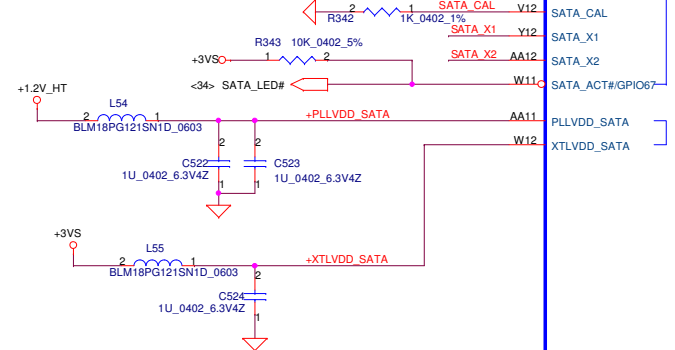 2
1
SATA_CAL
V12
SATA_CAL
R342
1K_0402_1%
SATA_X1
Y12
SATA_X1
R343
10K_0402_5%
+3VS
1
2
SATA_X2
AA12
SATA_X2
<34>
SATA_LED#
W11
SATA_ACT#/GPIO67
+1.2V_HT
L54
2
1
+PLLVDD_SATA
AA11
PLLVDD_SATA
BLM18PG121SN1D_0603
2
2
W12
XTLVDD_SATA
C522
C523
1U_0402_6.3V4Z
1U_0402_6.3V4Z
1
1
+3VS
L55
2
1
+XTLVDD_SATA
BLM18PG121SN1D_0603
2
C524
1U_0402_6.3V4Z
1